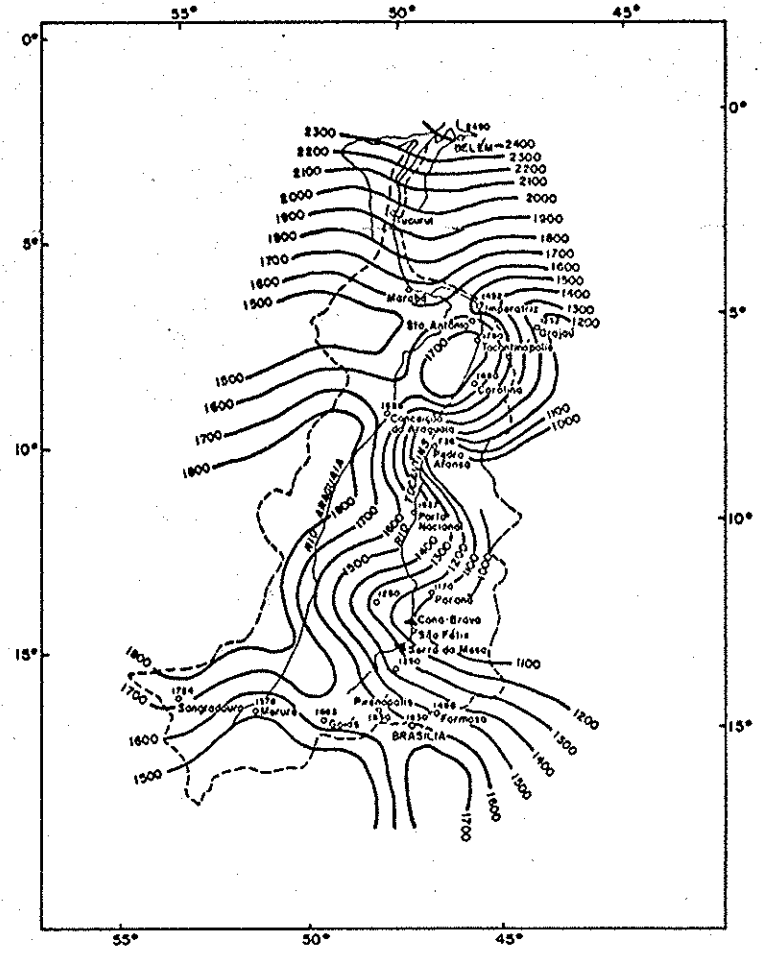 55° 50° 45°
0°
0°
2300
2200
2100
2000
1900
1800
1700
1600
1500
2490
BELÉM
2400
2300
2200
2100
2000
1900
1800
1700
1600
1500
1400
1300
1200
Tucuruí
5°
5°
Marabá
Imperatriz
Sto. Antônio
Grajaú
Tocantinópolis
1700
Carolina
1500
1600
1700
1800
Conceição
do Araguaia
1100
1000
Pedro
Afonso
10°
10°
RIO ARAGUAIA
RIO TOCANTINS
Porto
Nacional
1800
1700
1600
1500
1400
1300
1200
1100
1000
Paranã
Cana-Brava
São Félix
Serra da Mesa
15°
15°
1800
1700
1600
1500
1784
Sangradouro
1578
Meruri
Goiás
Pirenópolis
Formosa
BRASÍLIA
1100
1200
1300
1400
1500
1600
1700
55° 50° 45°